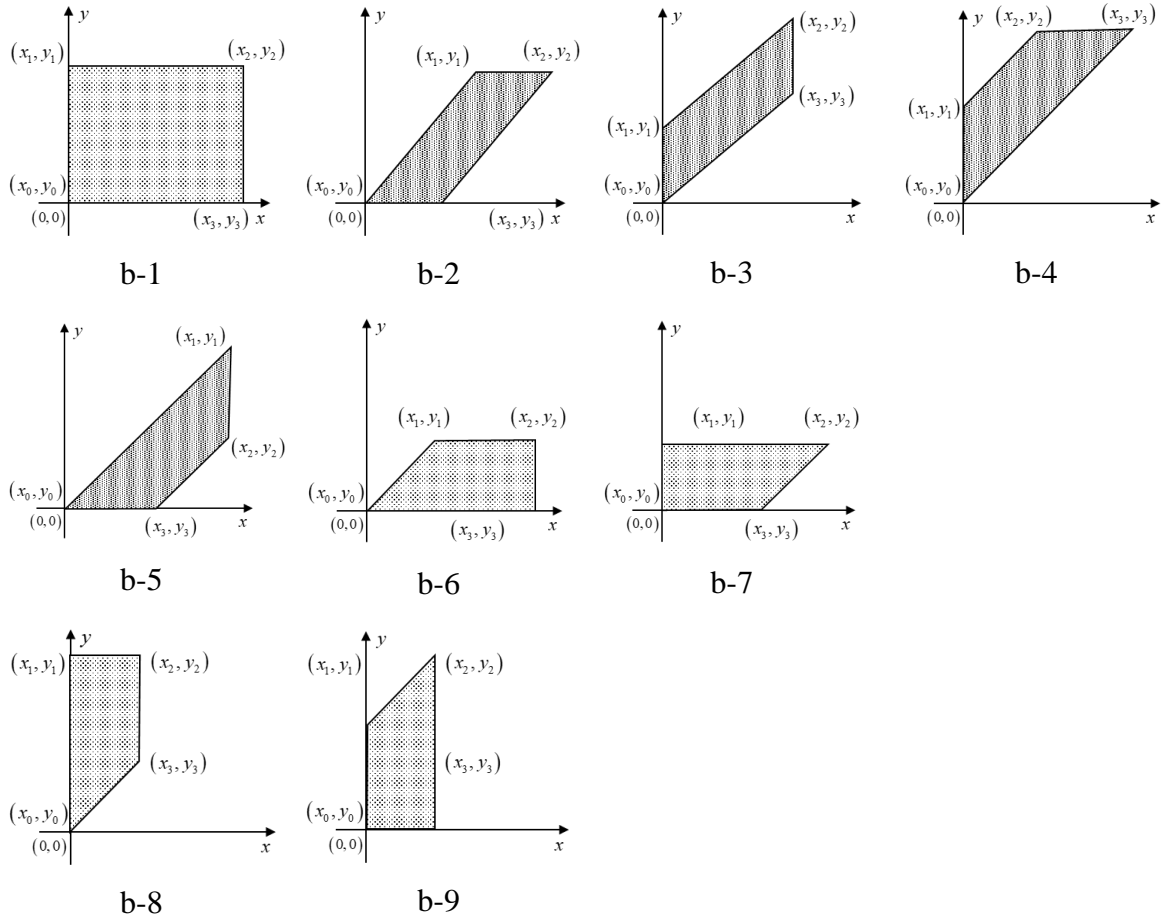 y
(x₁, y₁)
(x₂, y₂)
(x₀, y₀)
(0,0)
(x₃, y₃)
x
b-1
y
(x₁, y₁)
(x₂, y₂)
(x₀, y₀)
(0,0)
(x₃, y₃)
x
b-2
y
(x₂, y₂)
(x₃, y₃)
(x₁, y₁)
(x₀, y₀)
(0,0)
x
b-3
y
(x₂, y₂)
(x₃, y₃)
(x₁, y₁)
(x₀, y₀)
(0,0)
x
b-4
y
(x₁, y₁)
(x₂, y₂)
(x₀, y₀)
(0,0)
(x₃, y₃)
x
b-5
y
(x₁, y₁)
(x₂, y₂)
(x₀, y₀)
(0,0)
(x₃, y₃)
x
b-6
y
(x₁, y₁)
(x₂, y₂)
(x₀, y₀)
(0,0)
(x₃, y₃)
x
b-7
y
(x₁, y₁)
(x₂, y₂)
(x₃, y₃)
(x₀, y₀)
(0,0)
x
b-8
y
(x₁, y₁)
(x₂, y₂)
(x₃, y₃)
(x₀, y₀)
(0,0)
x
b-9